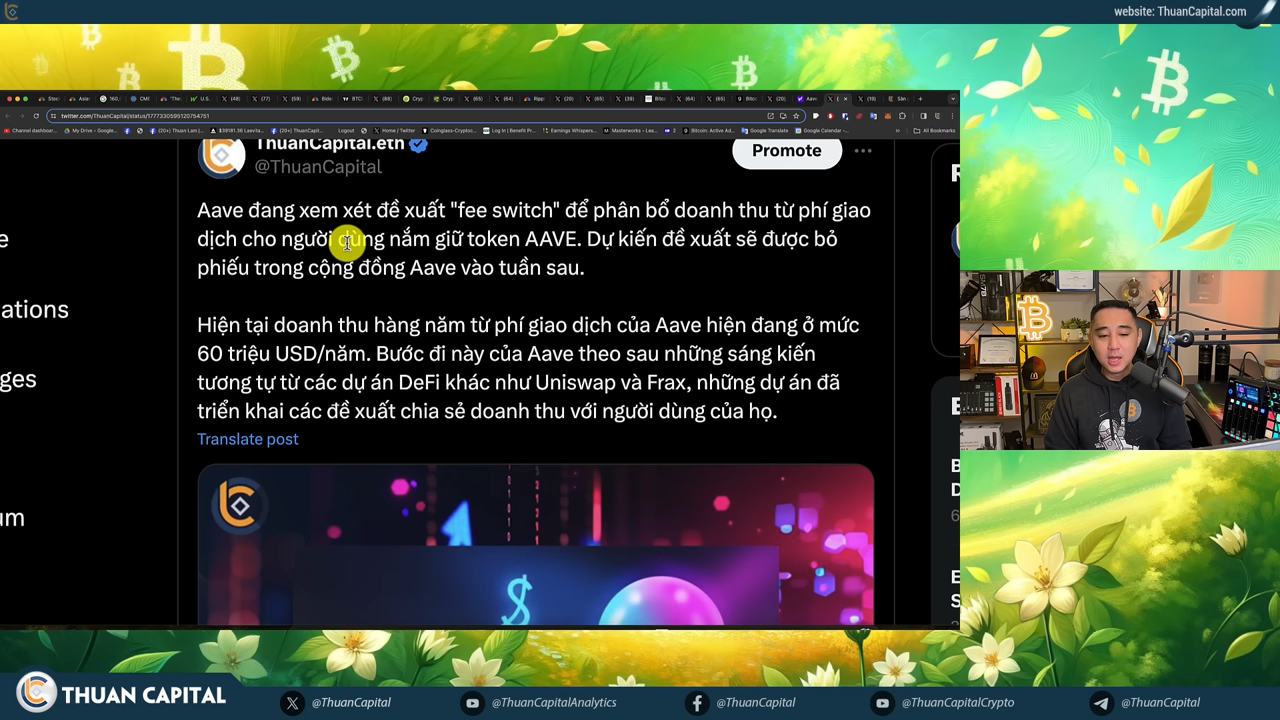 website: ThuanCapital.com
twitter.com/ThuanCapital/status/1777330595120754751
ThuanCapital.eth
@ThuanCapital
Promote
Aave đang xem xét đề xuất "fee switch" để phân bổ doanh thu từ phí giao
dịch cho người dùng nắm giữ token AAVE. Dự kiến đề xuất sẽ được bỏ
phiếu trong cộng đồng Aave vào tuần sau.
Hiện tại doanh thu hàng năm từ phí giao dịch của Aave hiện đang ở mức
60 triệu USD/năm. Bước đi này của Aave theo sau những sáng kiến
tương tự từ các dự án DeFi khác như Uniswap và Frax, những dự án đã
triển khai các đề xuất chia sẻ doanh thu với người dùng của họ.
Translate post
e
ations
ges
um
THUAN CAPITAL
@ThuanCapital
@ThuanCapitalAnalytics
@ThuanCapital
@ThuanCapitalCrypto
@ThuanCapital